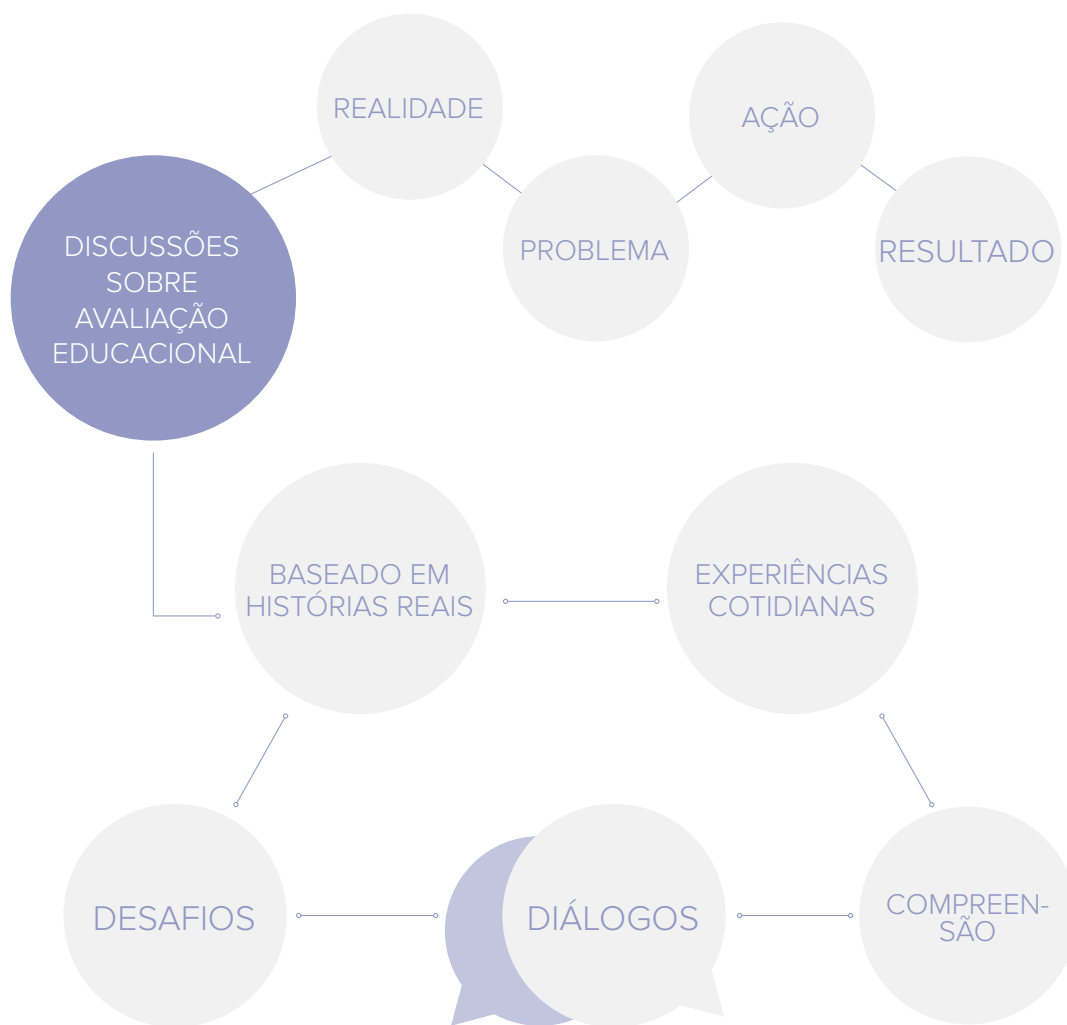 REALIDADE
AÇÃO
DISCUSSÕES
SOBRE
AVALIAÇÃO
EDUCACIONAL
PROBLEMA
RESULTADO
BASEADO EM
HISTÓRIAS REAIS
EXPERIÊNCIAS
COTIDIANAS
DESAFIOS
DIÁLOGOS
COMPREEN-
SÃO